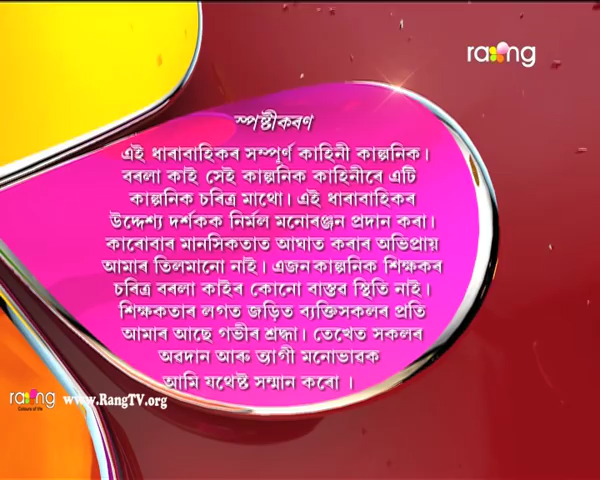 rang
স্পষ্টীকৰণ
এই ধাৰাবাহিকৰ সম্পূৰ্ণ কাহিনী কাল্পনিক।
বৰলা কাই সেই কাল্পনিক কাহিনীৰে এটি
কাল্পনিক চৰিত্ৰ মাথো। এই ধাৰাবাহিকৰ
উদ্দেশ্য দৰ্শকক নিৰ্মল মনোৰঞ্জন প্ৰদান কৰা।
কাৰোবাৰ মানসিকতাত আঘাত কৰাৰ অভিপ্ৰায়
আমাৰ তিলমানো নাই। এজন কাল্পনিক শিক্ষকৰ
চৰিত্ৰ বৰলা কাইৰ কোনো বাস্তৱ স্থিতি নাই।
শিক্ষকতাৰ লগত জড়িত ব্যক্তিসকলৰ প্ৰতি
আমাৰ আছে গভীৰ শ্ৰদ্ধা। তেখেত সকলৰ
অৱদান আৰু ত্যাগী মনোভাৱক
আমি যথেষ্ট সন্মান কৰো ।
rang www.RangTV.org
Colours of life